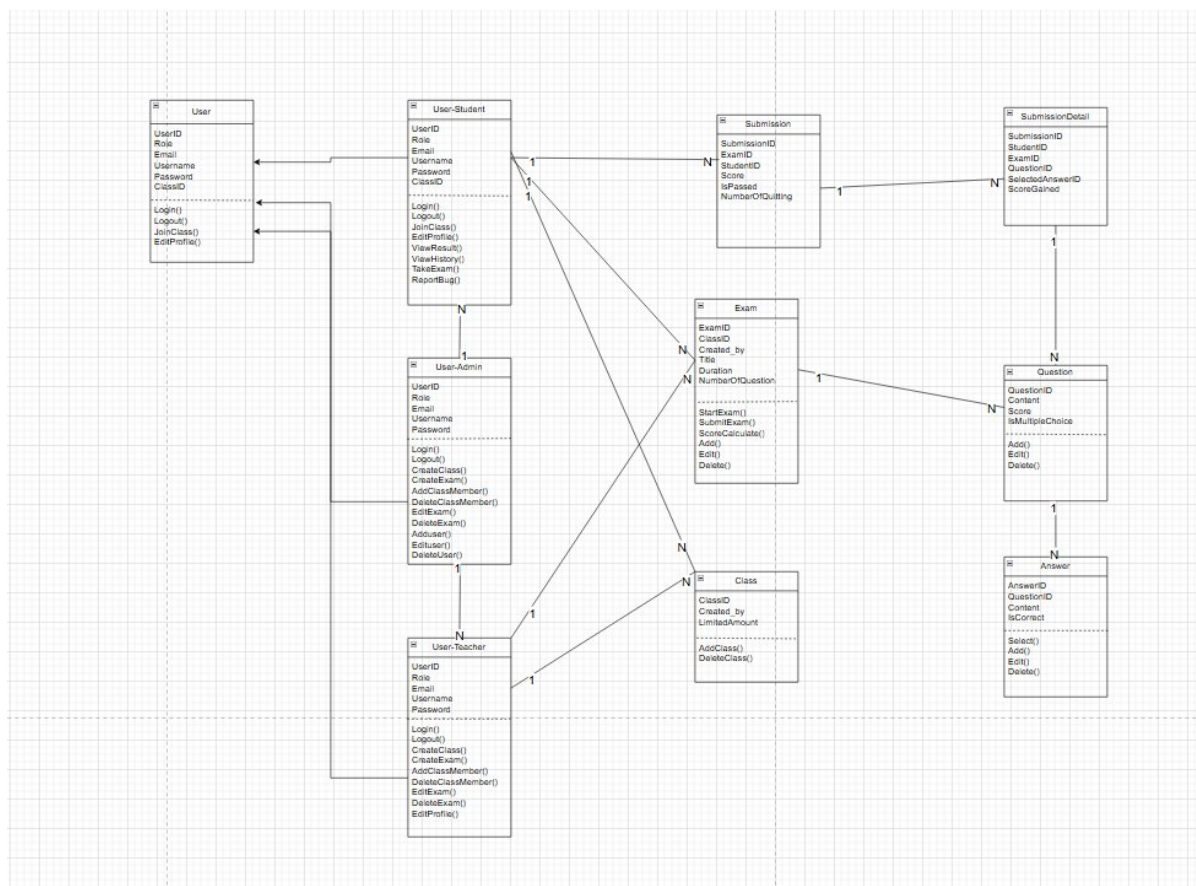 User
UserID
Role
Email
Username
Password
ClassID
Login()
Logout()
JoinClass()
EditProfile()
User-Student
UserID
Role
Email
Username
Password
ClassID
Login()
Logout()
JoinClass()
EditProfile()
ViewResult()
ViewHistory()
TakeExam()
ReportBug()
N
1
1
1
1
User-Admin
UserID
Role
Email
Username
Password
Login()
Logout()
CreateClass()
CreateExam()
AddClassMember()
DeleteClassMember()
EditExam()
DeleteExam()
Adduser()
Edituser()
DeleteUser()
1
N
User-Teacher
UserID
Role
Email
Username
Password
Login()
Logout()
CreateClass()
CreateExam()
AddClassMember()
DeleteClassMember()
EditExam()
DeleteExam()
EditProfile()
1
1
N
Submission
SubmissionID
ExamID
StudentID
Score
IsPassed
NumberOfQuitting
1
N
N
Exam
ExamID
ClassID
Created_by
Title
Duration
NumberOfQuestion
StartExam()
SubmitExam()
ScoreCalculate()
Add()
Edit()
Delete()
1
N
N
Class
ClassID
Created_by
LimitedAmount
AddClass()
DeleteClass()
N
SubmissionDetail
SubmissionID
StudentID
ExamID
QuestionID
SelectedAnswerID
ScoreGained
1
N
N
Question
QuestionID
Content
Score
IsMultipleChoice
Add()
Edit()
Delete()
1
N
Answer
AnswerID
QuestionID
Content
IsCorrect
Select()
Add()
Edit()
Delete()